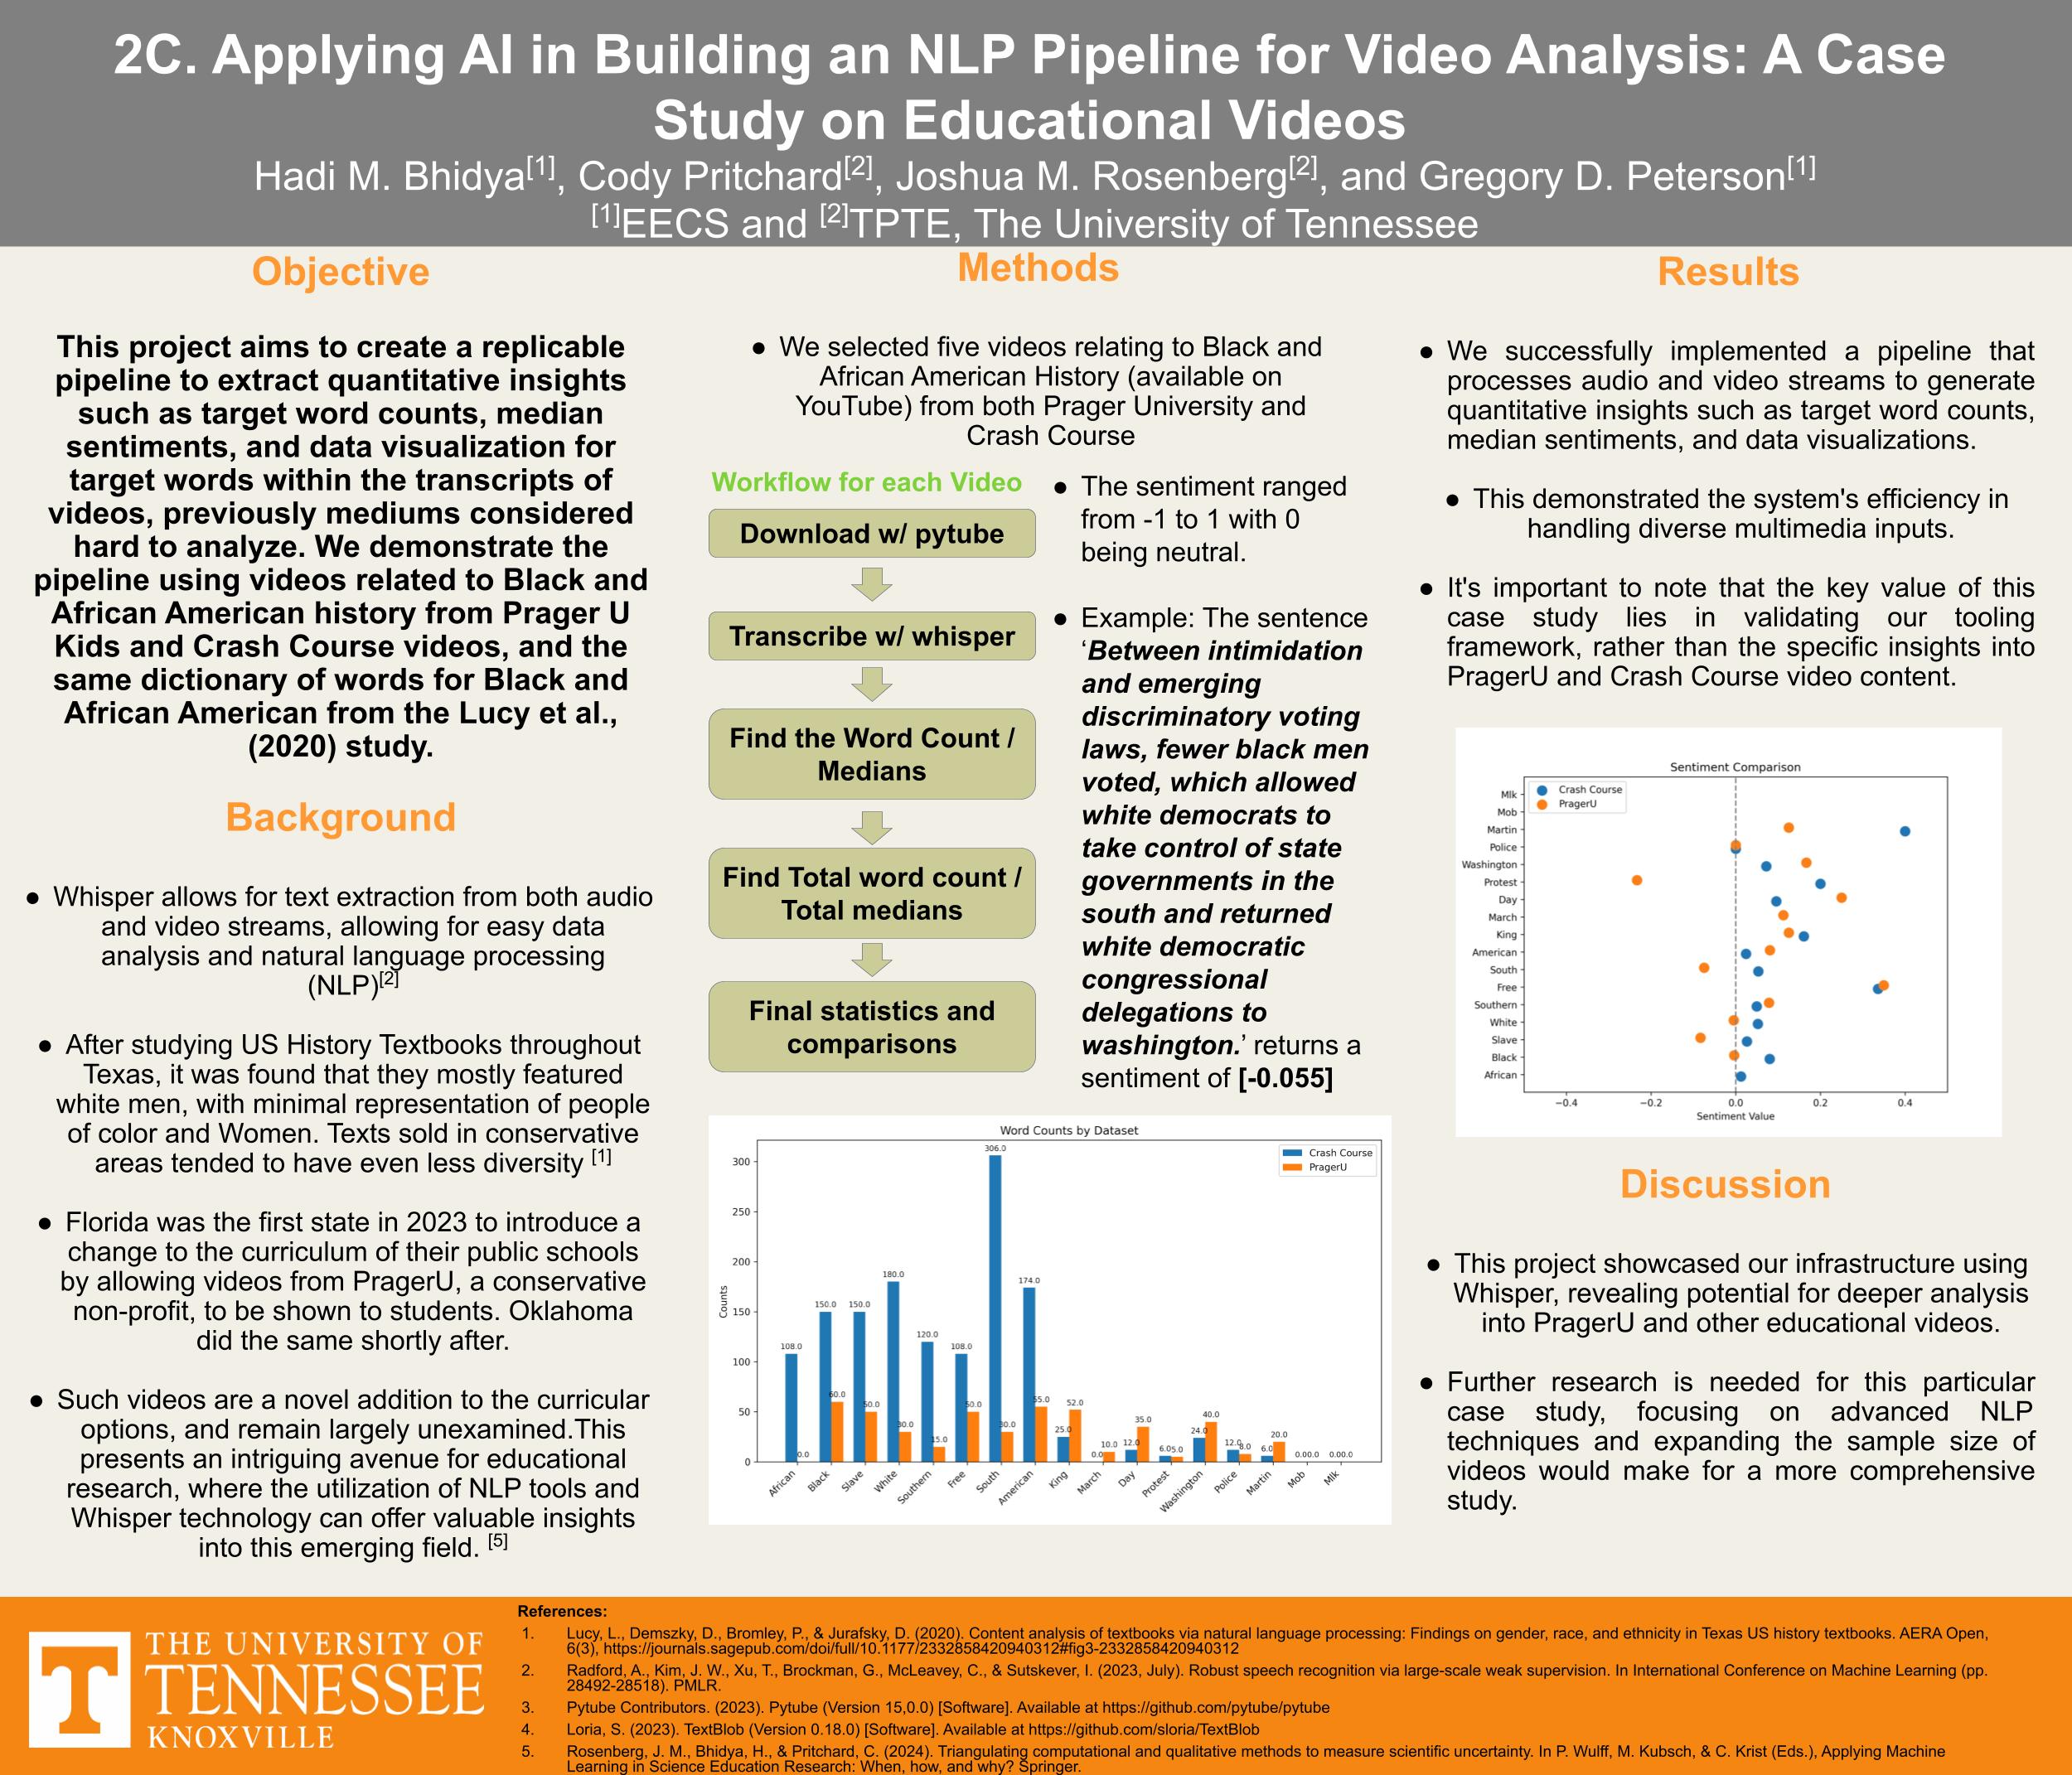 2C. Applying AI in Building an NLP Pipeline for Video Analysis: A Case
Study on Educational Videos
Hadi M. Bhidya[1], Cody Pritchard[2], Joshua M. Rosenberg[2], and Gregory D. Peterson[1]
[1]EECS and [2]TPTE, The University of Tennessee
Objective
This project aims to create a replicable
pipeline to extract quantitative insights
such as target word counts, median
sentiments, and data visualization for
target words within the transcripts of
videos, previously mediums considered
hard to analyze. We demonstrate the
pipeline using videos related to Black and
African American history from Prager U
Kids and Crash Course videos, and the
same dictionary of words for Black and
African American from the Lucy et al.,
(2020) study.
Background
● Whisper allows for text extraction from both audio
and video streams, allowing for easy data
analysis and natural language processing
(NLP)[2]
● After studying US History Textbooks throughout
Texas, it was found that they mostly featured
white men, with minimal representation of people
of color and Women. Texts sold in conservative
areas tended to have even less diversity [1]
● Florida was the first state in 2023 to introduce a
change to the curriculum of their public schools
by allowing videos from PragerU, a conservative
non-profit, to be shown to students. Oklahoma
did the same shortly after.
● Such videos are a novel addition to the curricular
options, and remain largely unexamined.This
presents an intriguing avenue for educational
research, where the utilization of NLP tools and
Whisper technology can offer valuable insights
into this emerging field. [5]
Methods
● We selected five videos relating to Black and
African American History (available on
YouTube) from both Prager University and
Crash Course
Workflow for each Video
Download w/ pytube
Transcribe w/ whisper
Find the Word Count /
Medians
Find Total word count /
Total medians
Final statistics and
comparisons
● The sentiment ranged
from -1 to 1 with 0
being neutral.
● Example: The sentence
‘Between intimidation
and emerging
discriminatory voting
laws, fewer black men
voted, which allowed
white democrats to
take control of state
governments in the
south and returned
white democratic
congressional
delegations to
washington.’ returns a
sentiment of [-0.055]
Word Counts by Dataset
Crash Course
PragerU
Counts
300
250
200
150
100
50
0
108.0 0.0
150.0 60.0
150.0 50.0
180.0 30.0
120.0 15.0
108.0 50.0
306.0 30.0
174.0 55.0
25.0 52.0
0.0 10.0
12.0 35.0
6.0 5.0
24.0 40.0
12.0 8.0
6.0 20.0
0.0 0.0
0.0 0.0
African Black Slave White Southern Free South American King March Day Protest Washington Police Martin Mob Mlk
Results
● We successfully implemented a pipeline that
processes audio and video streams to generate
quantitative insights such as target word counts,
median sentiments, and data visualizations.
● This demonstrated the system's efficiency in
handling diverse multimedia inputs.
● It's important to note that the key value of this
case study lies in validating our tooling
framework, rather than the specific insights into
PragerU and Crash Course video content.
Sentiment Comparison
Crash Course
PragerU
Mlk
Mob
Martin
Police
Washington
Protest
Day
March
King
American
South
Free
Southern
White
Slave
Black
African
−0.4 −0.2 0.0 0.2 0.4
Sentiment Value
Discussion
● This project showcased our infrastructure using
Whisper, revealing potential for deeper analysis
into PragerU and other educational videos.
● Further research is needed for this particular
case study, focusing on advanced NLP
techniques and expanding the sample size of
videos would make for a more comprehensive
study.
T
THE UNIVERSITY OF
TENNESSEE
KNOXVILLE
References:
1. Lucy, L., Demszky, D., Bromley, P., & Jurafsky, D. (2020). Content analysis of textbooks via natural language processing: Findings on gender, race, and ethnicity in Texas US history textbooks. AERA Open,
6(3), https://journals.sagepub.com/doi/full/10.1177/2332858420940312#fig3-2332858420940312
2. Radford, A., Kim, J. W., Xu, T., Brockman, G., McLeavey, C., & Sutskever, I. (2023, July). Robust speech recognition via large-scale weak supervision. In International Conference on Machine Learning (pp.
28492-28518). PMLR.
3. Pytube Contributors. (2023). Pytube (Version 15,0.0) [Software]. Available at https://github.com/pytube/pytube
4. Loria, S. (2023). TextBlob (Version 0.18.0) [Software]. Available at https://github.com/sloria/TextBlob
5. Rosenberg, J. M., Bhidya, H., & Pritchard, C. (2024). Triangulating computational and qualitative methods to measure scientific uncertainty. In P. Wulff, M. Kubsch, & C. Krist (Eds.), Applying Machine
Learning in Science Education Research: When, how, and why? Springer.